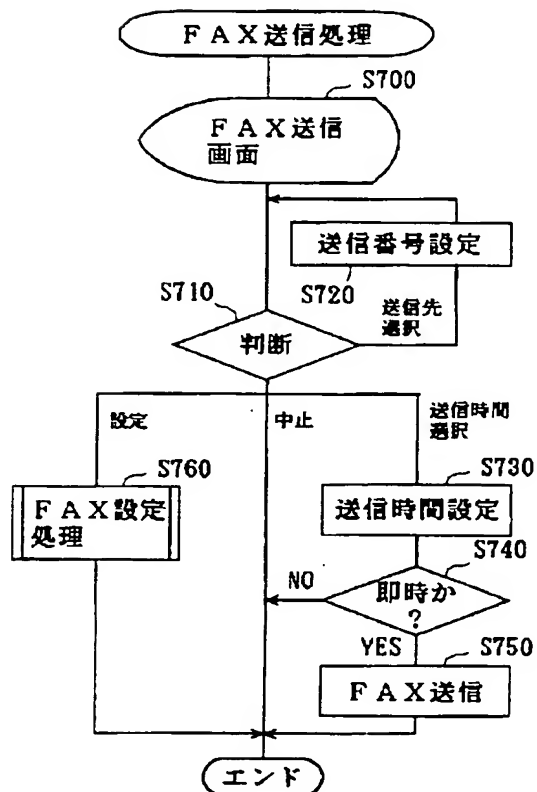 FAX送信処理
S700
FAX送信
画面
送信番号設定
S720
S710
送信先
選択
判断
設定
中止
送信時間
選択
S760
S730
FAX設定
処理
送信時間設定
S740
NO
即時か
?
YES
S750
FAX送信
エンド